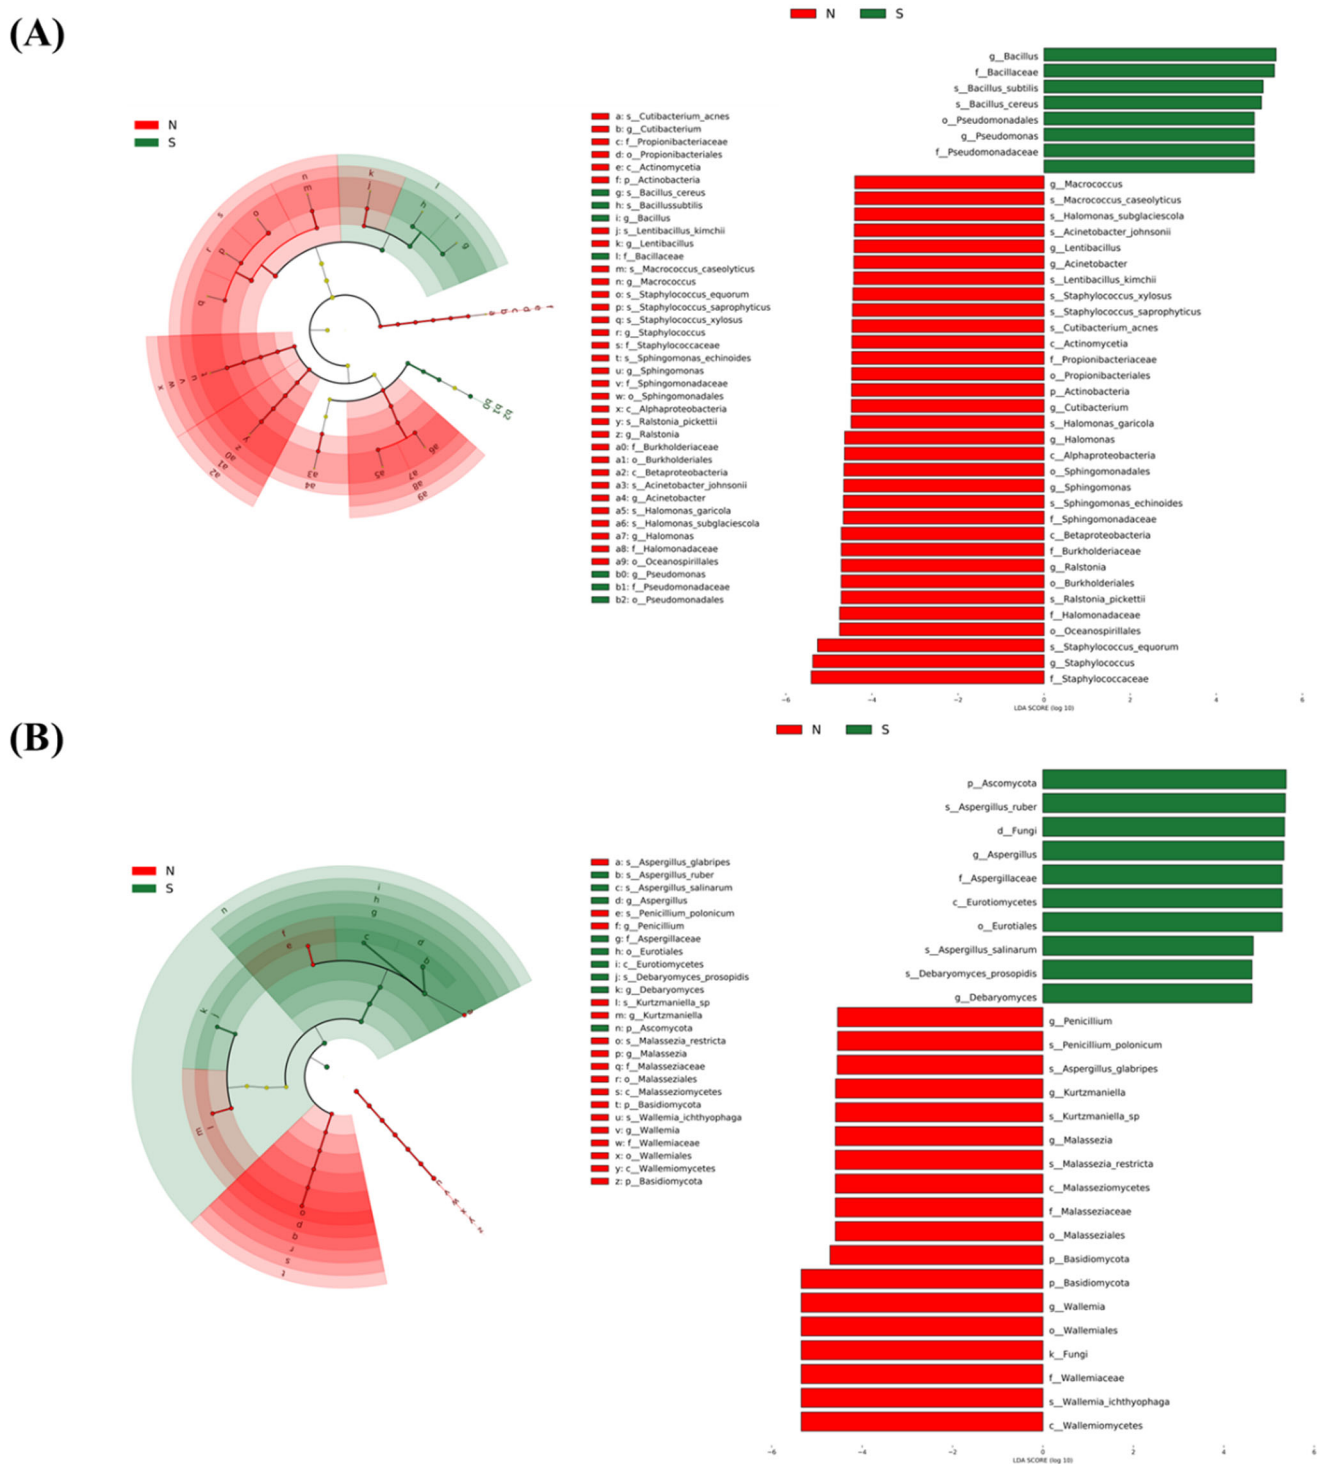 (A)
N S
N
S
a: s__Cutibacterium_acnes
b: g__Cutibacterium
c: f__Propionibacteriaceae
d: o__Propionibacteriales
e: c__Actinomycetia
f: p__Actinobacteria
g: s__Bacillus_cereus
h: s__Bacillussubtilis
i: g__Bacillus
j: s__Lentibacillus_kimchii
k: g__Lentibacillus
l: f__Bacillaceae
m: s__Macrococcus_caseolyticus
n: g__Macrococcus
o: s__Staphylococcus_equorum
p: s__Staphylococcus_saprophyticus
q: s__Staphylococcus_xylosus
r: g__Staphylococcus
s: f__Staphylococcaceae
t: s__Sphingomonas_echinoides
u: g__Sphingomonas
v: f__Sphingomonadaceae
w: o__Sphingomonadales
x: c__Alphaproteobacteria
y: s__Ralstonia_pickettii
z: g__Ralstonia
a0: f__Burkholderiaceae
a1: o__Burkholderiales
a2: c__Betaproteobacteria
a3: s__Acinetobacter_johnsonii
a4: g__Acinetobacter
a5: s__Halomonas_garicola
a6: s__Halomonas_subglaciescola
a7: g__Halomonas
a8: f__Halomonadaceae
a9: o__Oceanospirillales
b0: g__Pseudomonas
b1: f__Pseudomonadaceae
b2: o__Pseudomonadales
g__Bacillus
f__Bacillaceae
s__Bacillus_subtilis
s__Bacillus_cereus
o__Pseudomonadales
g__Pseudomonas
f__Pseudomonadaceae
g__Macrococcus
s__Macrococcus_caseolyticus
s__Halomonas_subglaciescola
s__Acinetobacter_johnsonii
g__Lentibacillus
g__Acinetobacter
s__Lentibacillus_kimchii
s__Staphylococcus_xylosus
s__Staphylococcus_saprophyticus
s__Cutibacterium_acnes
c__Actinomycetia
f__Propionibacteriaceae
o__Propionibacteriales
p__Actinobacteria
g__Cutibacterium
s__Halomonas_garicola
g__Halomonas
c__Alphaproteobacteria
o__Sphingomonadales
g__Sphingomonas
s__Sphingomonas_echinoides
f__Sphingomonadaceae
c__Betaproteobacteria
f__Burkholderiaceae
g__Ralstonia
o__Burkholderiales
s__Ralstonia_pickettii
f__Halomonadaceae
o__Oceanospirillales
s__Staphylococcus_equorum
g__Staphylococcus
f__Staphylococcaceae
−6 −4 −2 0 2 4 6
LDA SCORE (log 10)
(B)
N S
N
S
a: s__Aspergillus_glabripes
b: s__Aspergillus_ruber
c: s__Aspergillus_salinarum
d: g__Aspergillus
e: s__Penicillium_polonicum
f: g__Penicillium
g: f__Aspergillaceae
h: o__Eurotiales
i: c__Eurotiomycetes
j: s__Debaryomyces_prosopidis
k: g__Debaryomyces
l: s__Kurtzmaniella_sp
m: g__Kurtzmaniella
n: p__Ascomycota
o: s__Malassezia_restricta
p: g__Malassezia
q: f__Malasseziaceae
r: o__Malasseziales
s: c__Malasseziomycetes
t: p__Basidiomycota
u: s__Wallemia_ichthyophaga
v: g__Wallemia
w: f__Wallemiaceae
x: o__Wallemiales
y: c__Wallemiomycetes
z: p__Basidiomycota
p__Ascomycota
s__Aspergillus_ruber
d__Fungi
g__Aspergillus
f__Aspergillaceae
c__Eurotiomycetes
o__Eurotiales
s__Aspergillus_salinarum
s__Debaryomyces_prosopidis
g__Debaryomyces
g__Penicillium
s__Penicillium_polonicum
s__Aspergillus_glabripes
g__Kurtzmaniella
s__Kurtzmaniella_sp
g__Malassezia
s__Malassezia_restricta
c__Malasseziomycetes
f__Malasseziaceae
o__Malasseziales
p__Basidiomycota
p__Basidiomycota
g__Wallemia
o__Wallemiales
k__Fungi
f__Wallemiaceae
s__Wallemia_ichthyophaga
c__Wallemiomycetes
−6 −4 −2 0 2 4 6
LDA SCORE (log 10)